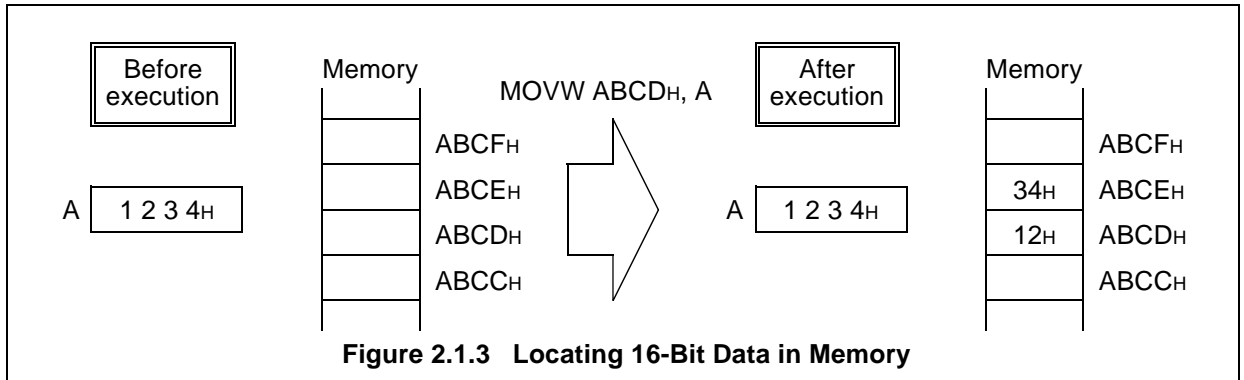 Before
execution
Memory
ABCFH
ABCEH
ABCDH
ABCCH
A
1 2 3 4H
MOVW ABCDH, A
After
execution
Memory
ABCFH
34H
ABCEH
12H
ABCDH
ABCCH
A
1 2 3 4H
Figure 2.1.3 Locating 16-Bit Data in Memory